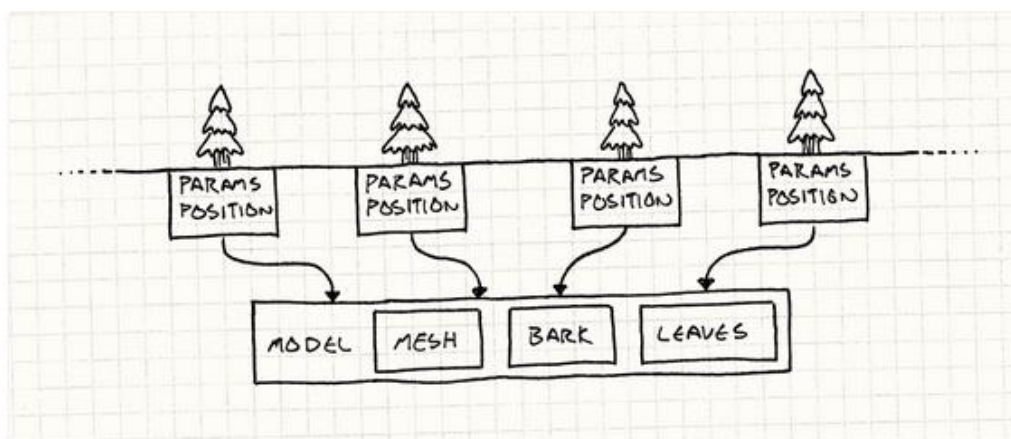 PARAMS
POSITION
PARAMS
POSITION
PARAMS
POSITION
PARAMS
POSITION
MODEL
MESH
BARK
LEAVES